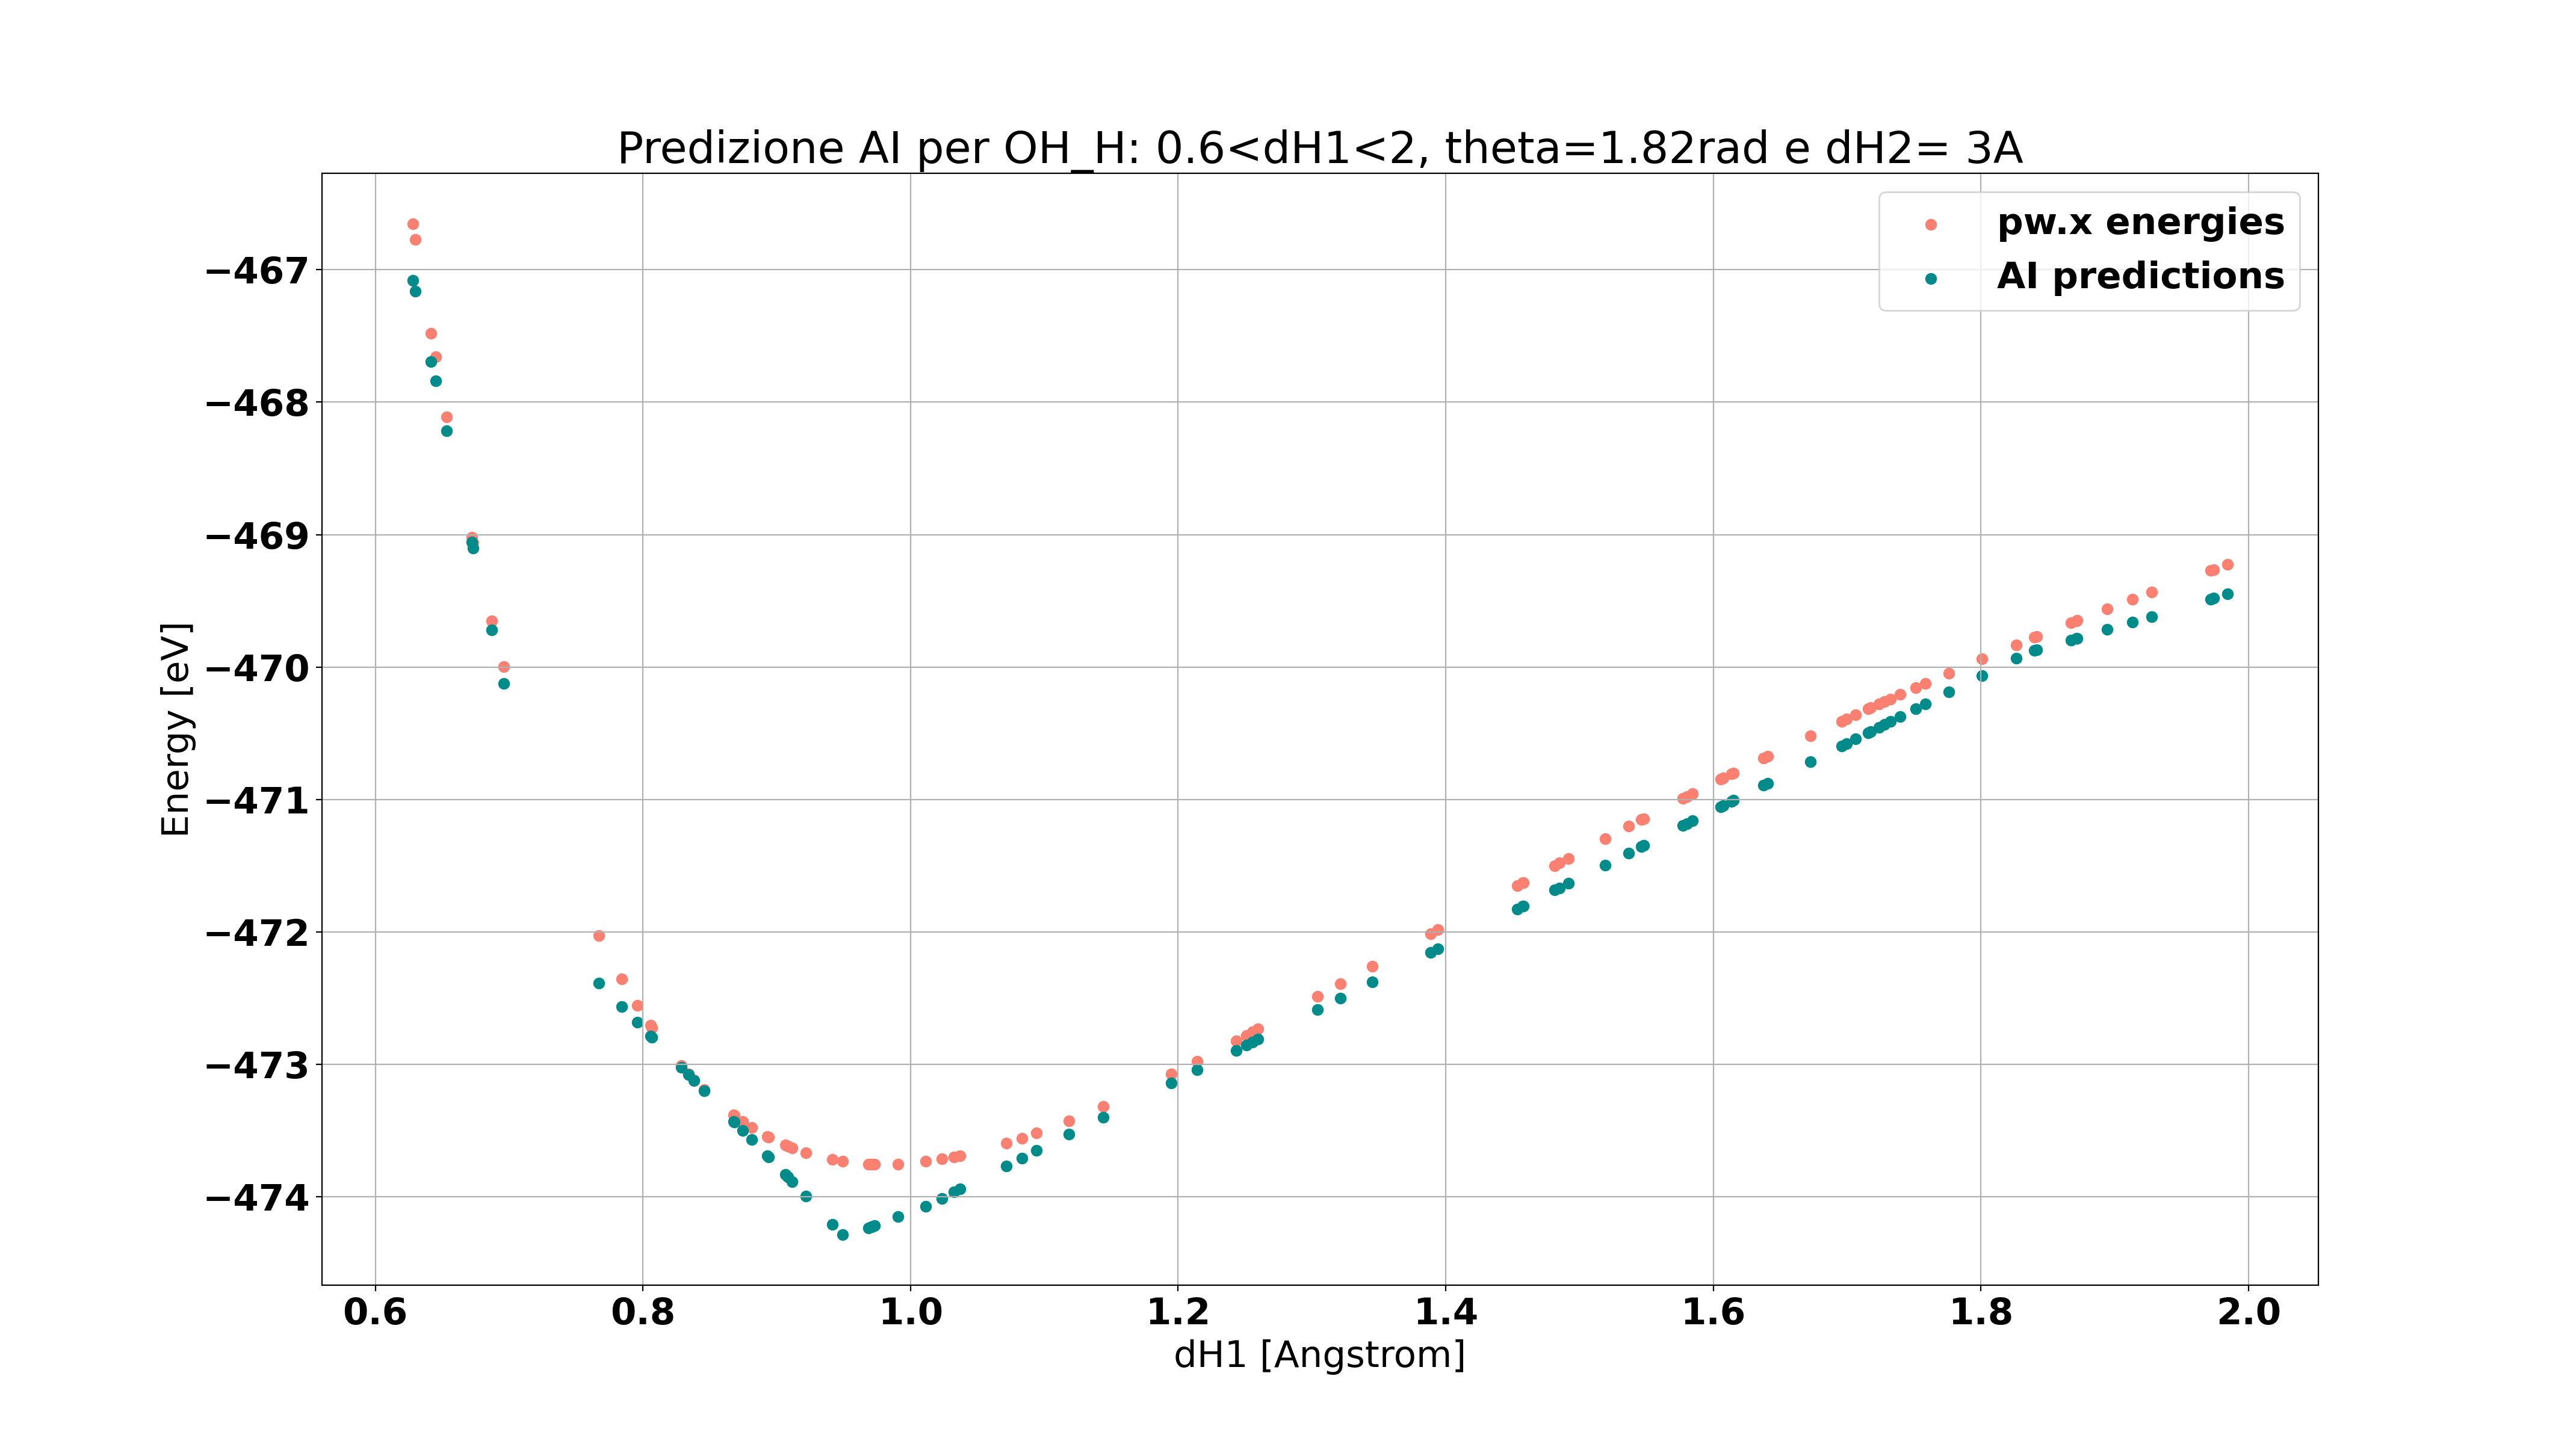 Predizione AI per OH_H: 0.6<dH1<2, theta=1.82rad e dH2= 3A
pw.x energies
AI predictions
−467
−468
−469
−470
−471
−472
−473
−474
Energy [eV]
0.6 0.8 1.0 1.2 1.4 1.6 1.8 2.0
dH1 [Angstrom]